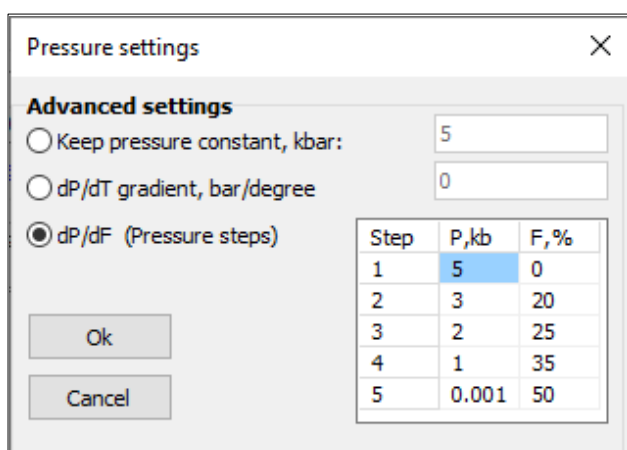 Pressure settings
Advanced settings
Keep pressure constant, kbar: 5
dP/dT gradient, bar/degree 0
dP/dF (Pressure steps)
Step P,kb F,%
1 5 0
2 3 20
3 2 25
4 1 35
5 0.001 50
Ok
Cancel